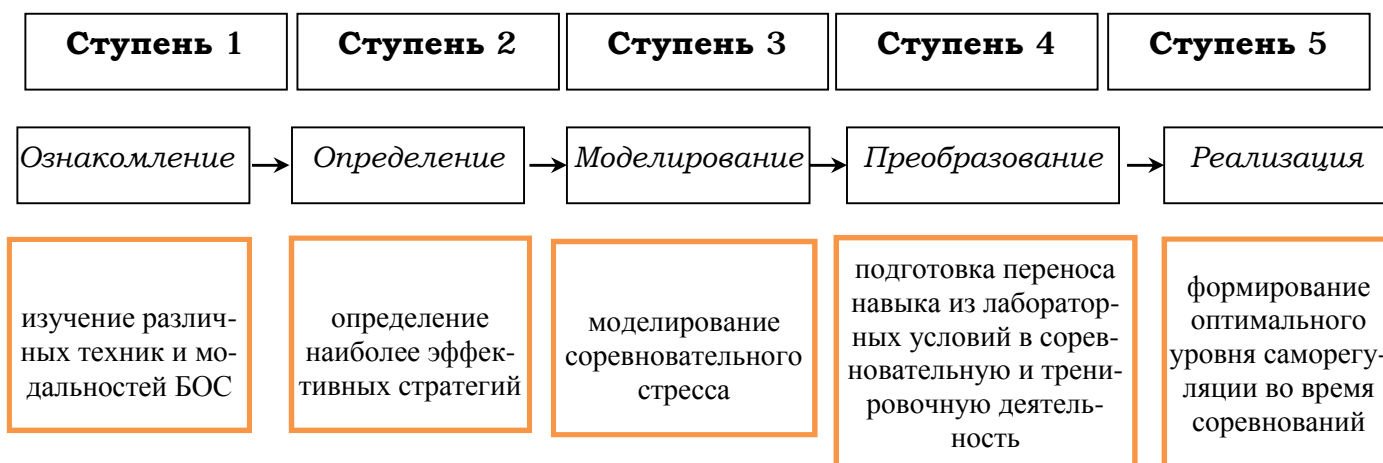 Ступень 1
Ступень 2
Ступень 3
Ступень 4
Ступень 5
Ознакомление
Определение
Моделирование
Преобразование
Реализация
изучение различ-
ных техник и мо-
дальностей БОС
определение
наиболее эффек-
тивных стратегий
моделирование
соревновательного
стресса
подготовка переноса
навыка из лаборатор-
ных условий в сорев-
новательную и трени-
ровочную деятель-
ность
формирование
оптимального
уровня саморегу-
ляции во время
соревнований